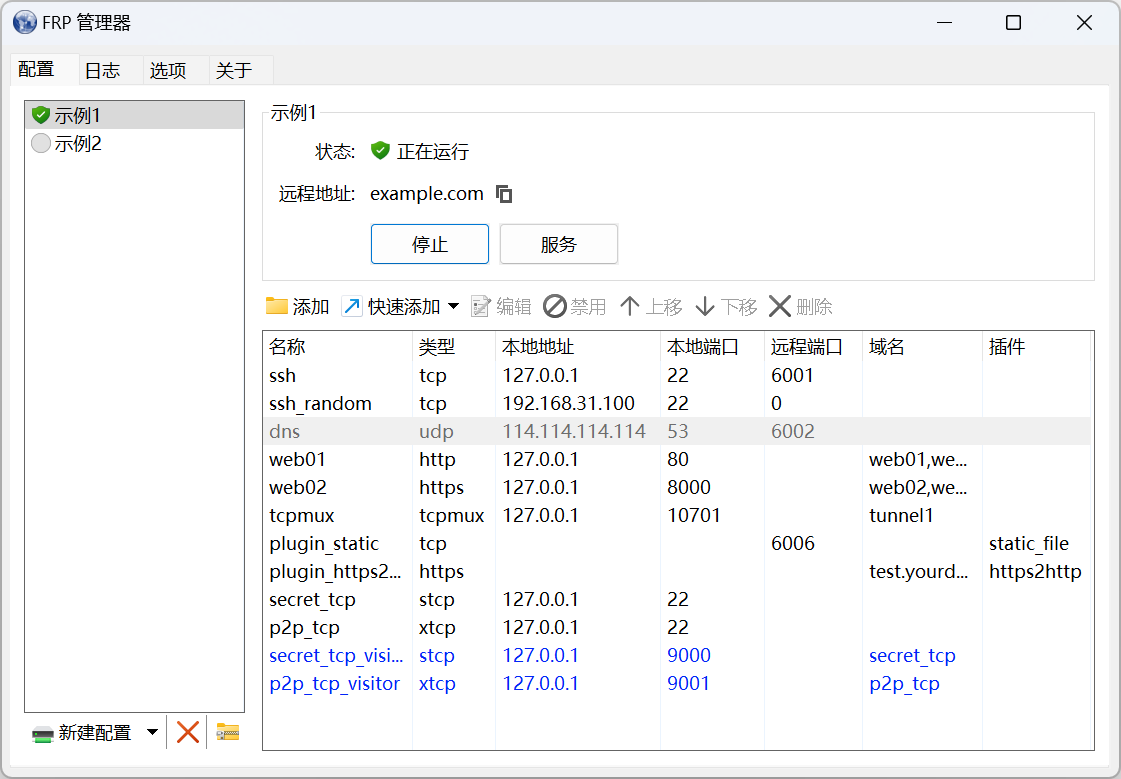 FRP 管理器
配置 日志 选项 关于
示例1
示例2
示例1
状态: 正在运行
远程地址: example.com
停止 服务
添加 快速添加 编辑 禁用 上移 下移 删除
名称 类型 本地地址 本地端口 远程端口 域名 插件
ssh tcp 127.0.0.1 22 6001
ssh_random tcp 192.168.31.100 22 0
dns udp 114.114.114.114 53 6002
web01 http 127.0.0.1 80 web01,we...
web02 https 127.0.0.1 8000 web02,we...
tcpmux tcpmux 127.0.0.1 10701 tunnel1
plugin_static tcp 6006 static_file
plugin_https2... https test.yourd... https2http
secret_tcp stcp 127.0.0.1 22
p2p_tcp xtcp 127.0.0.1 22
secret_tcp_visi... stcp 127.0.0.1 9000 secret_tcp
p2p_tcp_visitor xtcp 127.0.0.1 9001 p2p_tcp
新建配置